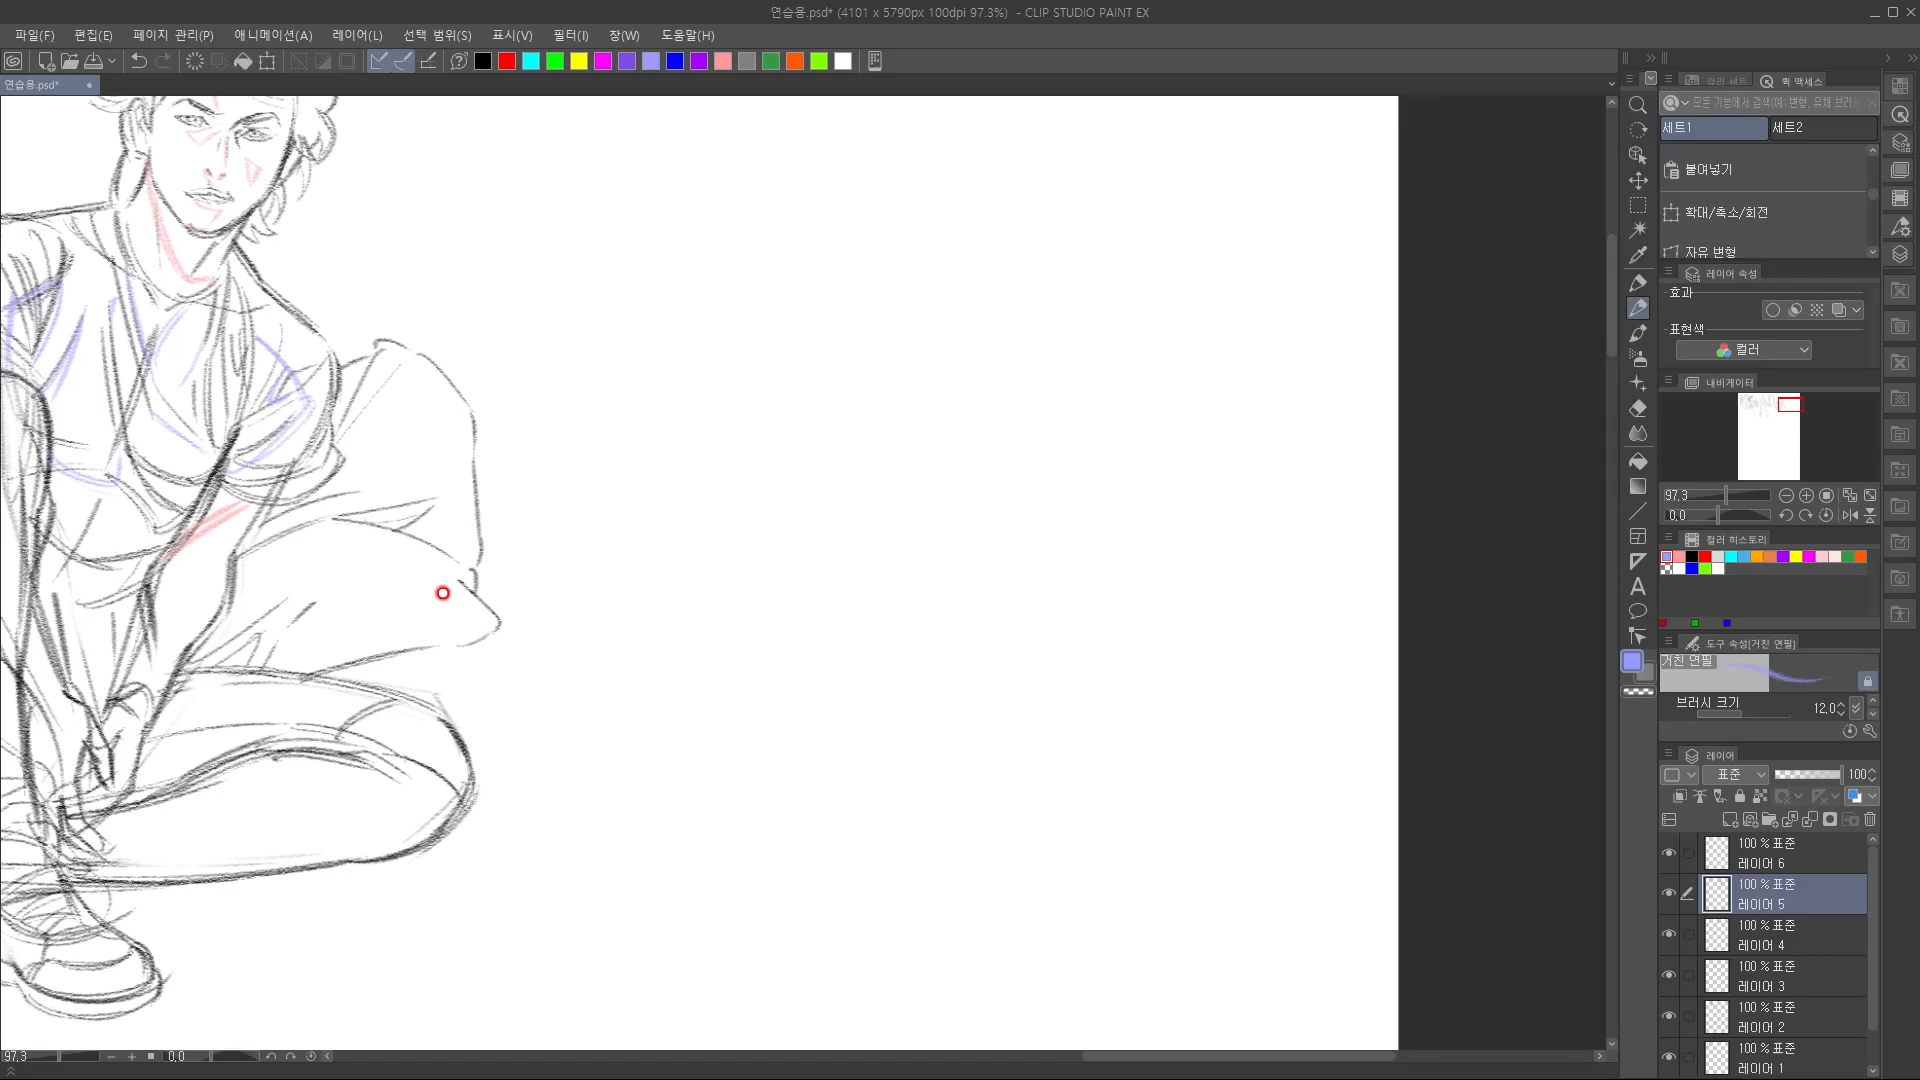 연습용.psd* (4101 x 5790px 100dpi 97.3%) - CLIP STUDIO PAINT EX
파일(F) 편집(E) 페이지 관리(P) 애니메이션(A) 레이어(L) 선택 범위(S) 표시(V) 필터(I) 창(W) 도움말(H)
연습용.psd*
컬러 세트 퀵 액세스
모든 기능에서 검색(예: 변형, 유체 브러시
세트1 세트2
붙여넣기
확대/축소/회전
자유 변형
레이어 속성
효과
표현색
컬러
내비게이터
97.3
0.0
컬러 히스토리
도구 속성[거친 연필]
거친 연필
브러시 크기 12.0
레이어
표준 100
100 % 표준
레이어 6
100 % 표준
레이어 5
100 % 표준
레이어 4
100 % 표준
레이어 3
100 % 표준
레이어 2
100 % 표준
레이어 1
97.3 0.0